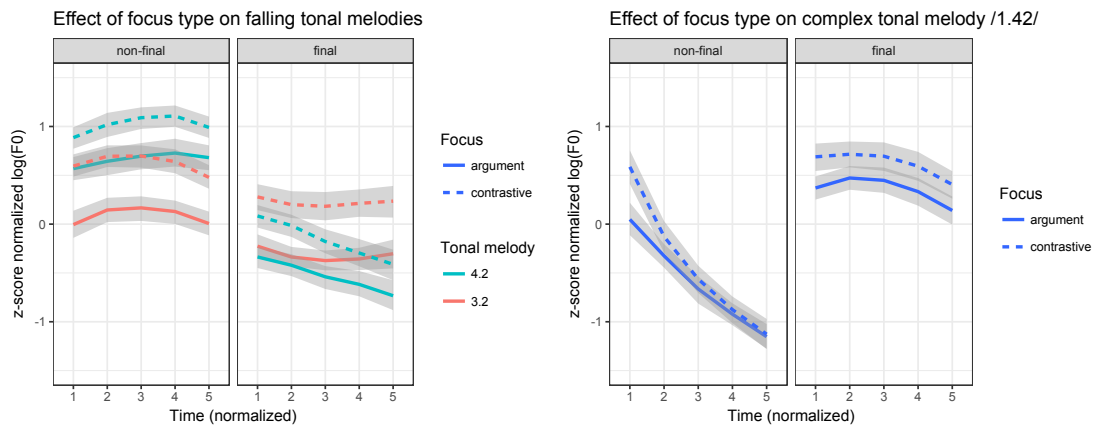 Effect of focus type on falling tonal melodies
non-final
final
1
0
-1
z-score normalized log(F0)
1 2 3 4 5
1 2 3 4 5
Time (normalized)
Focus
argument
contrastive
Tonal melody
4.2
3.2
Effect of focus type on complex tonal melody /1.42/
non-final
final
1
0
-1
z-score normalized log(F0)
1 2 3 4 5
1 2 3 4 5
Time (normalized)
Focus
argument
contrastive